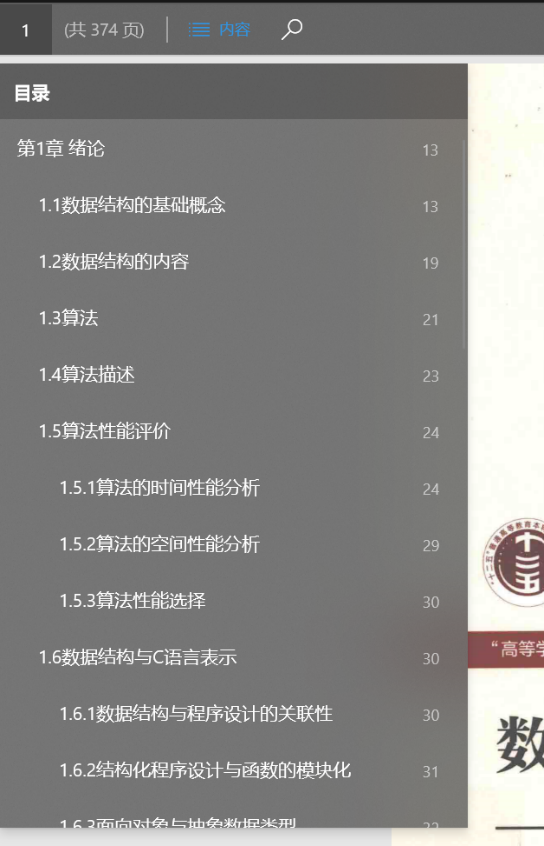 1 (共 374 页) 内容
目录
第1章 绪论 13
1.1数据结构的基础概念 13
1.2数据结构的内容 19
1.3算法 21
1.4算法描述 23
1.5算法性能评价 24
1.5.1算法的时间性能分析 24
1.5.2算法的空间性能分析 29
1.5.3算法性能选择 30
1.6数据结构与C语言表示 30
1.6.1数据结构与程序设计的关联性 30
1.6.2结构化程序设计与函数的模块化 31
1.6.3面向对象与抽象数据类型 32
十二五
“高等学
数